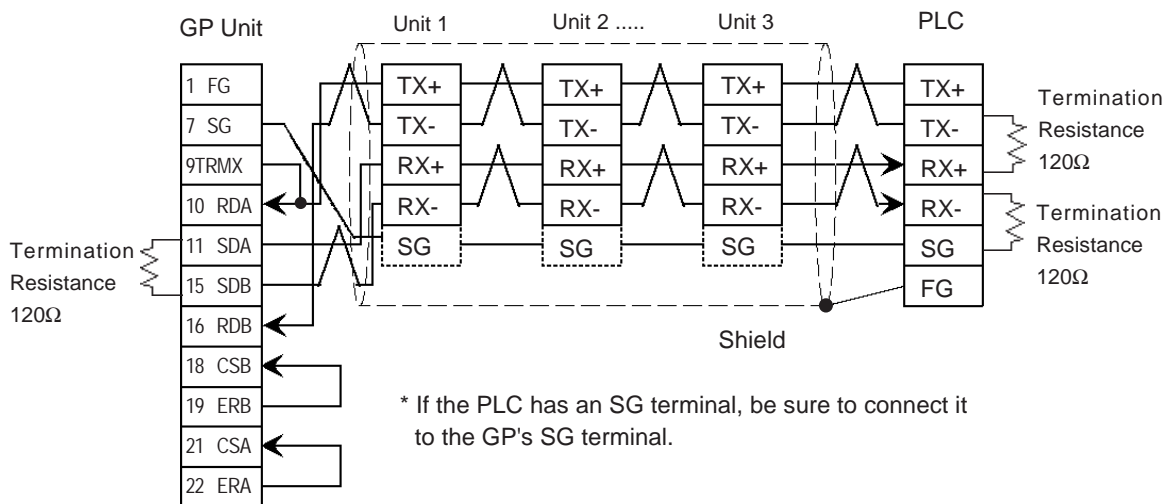 GP Unit
1 FG
7 SG
9TRMX
10 RDA
11 SDA
15 SDB
16 RDB
18 CSB
19 ERB
21 CSA
22 ERA
Termination
Resistance
120Ω
Unit 1
TX+
TX-
RX+
RX-
SG
Unit 2 .....
TX+
TX-
RX+
RX-
SG
Unit 3
TX+
TX-
RX+
RX-
SG
PLC
TX+
TX-
RX+
RX-
SG
FG
Termination
Resistance
120Ω
Termination
Resistance
120Ω
Shield
* If the PLC has an SG terminal, be sure to connect it
to the GP's SG terminal.